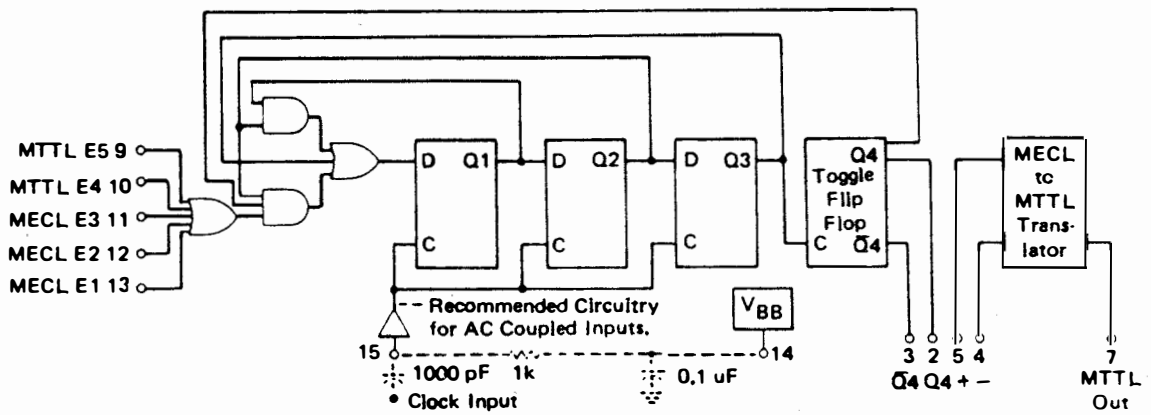 MTTL E5 9
MTTL E4 10
MECL E3 11
MECL E2 12
MECL E1 13
D Q1
C
D Q2
C
D Q3
C
Q4
Toggle
Flip
Flop
C Q̅4
MECL
tc
MTTL
Trans-
lator
Recommended Circuitry
for AC Coupled Inputs.
VBB
15
1k
14
1000 pF
0.1 uF
Clock Input
3 2 5 4
Q̅4 Q4 + -
7
MTTL
Out